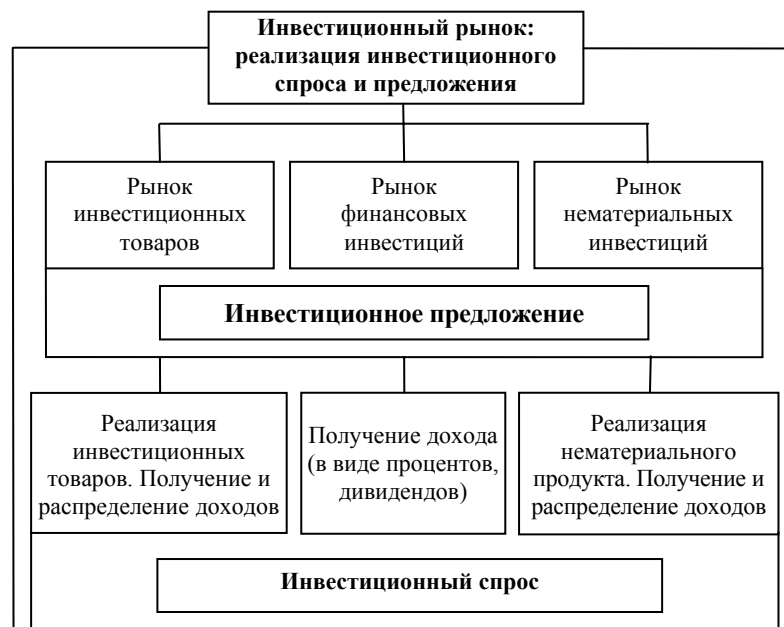 Инвестиционный рынок:
реализация инвестиционного
спроса и предложения
Рынок
инвестиционных
товаров
Рынок
финансовых
инвестиций
Рынок
нематериальных
инвестиций
Инвестиционное предложение
Реализация
инвестиционных
товаров. Получение и
распределение доходов
Получение дохода
(в виде процентов,
дивидендов)
Реализация
нематериального
продукта. Получение и
распределение доходов
Инвестиционный спрос